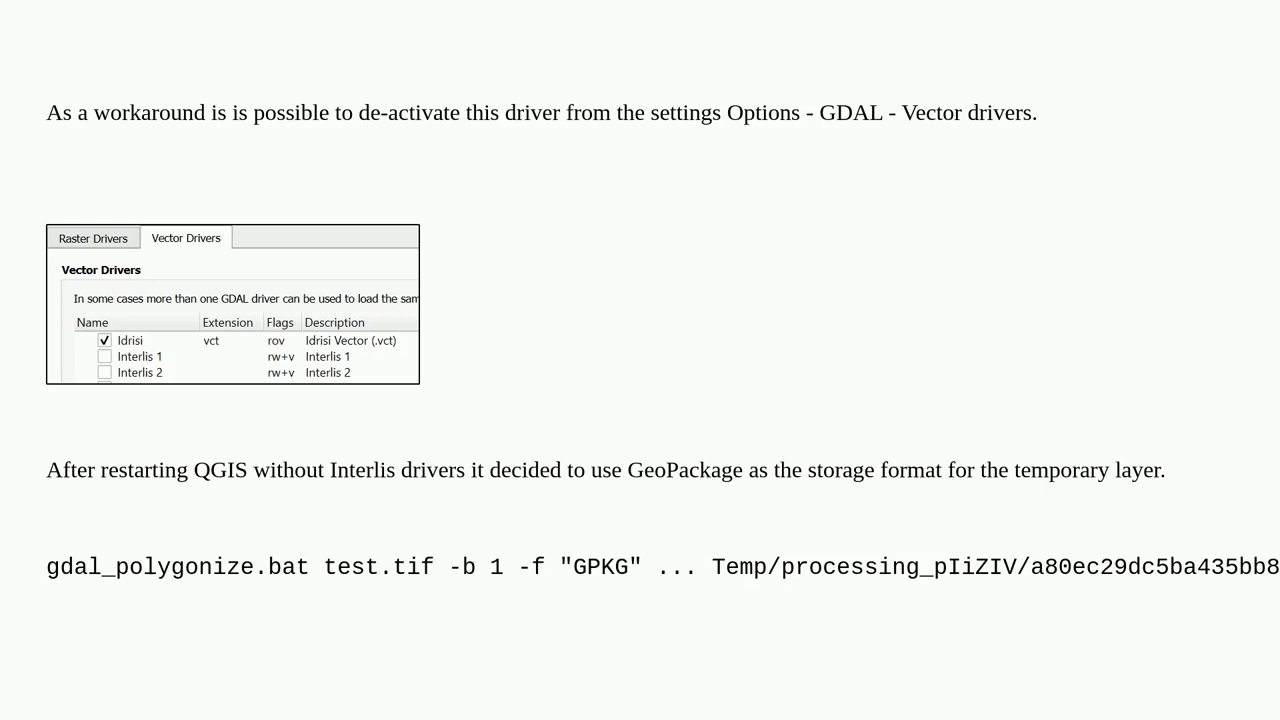 As a workaround is is possible to de-activate this driver from the settings Options - GDAL - Vector drivers.
Raster Drivers Vector Drivers
Vector Drivers
In some cases more than one GDAL driver can be used to load the sam
Name Extension Flags Description
Idrisi vct rov Idrisi Vector (.vct)
Interlis 1 rw+v Interlis 1
Interlis 2 rw+v Interlis 2
After restarting QGIS without Interlis drivers it decided to use GeoPackage as the storage format for the temporary layer.
gdal_polygonize.bat test.tif -b 1 -f "GPKG" ... Temp/processing_pIiZIV/a80ec29dc5ba435bb8